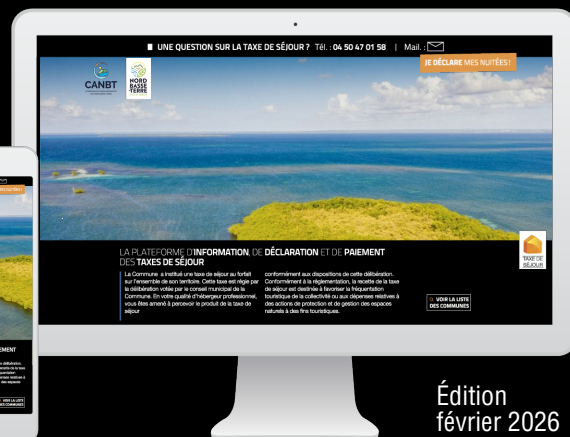 UNE QUESTION SUR LA TAXE DE SÉJOUR ? Tél. : 04 50 47 01 58 | Mail. :
JE DÉCLARE MES NUITÉES !
CANBT
NORD
BASSE
-TERRE
LA PLATEFORME D'INFORMATION, DE DÉCLARATION ET DE PAIEMENT
DES TAXES DE SÉJOUR
La Commune a institué une taxe de séjour au forfait
sur l'ensemble de son territoire. Cette taxe est régie par
la délibération votée par le conseil municipal de la
Commune. En votre qualité d'hébergeur professionnel,
vous êtes amené à percevoir le produit de la taxe de
séjour
conformément aux dispositions de cette délibération.
Conformément à la réglementation, la recette de la taxe
de séjour est destinée à favoriser la fréquentation
touristique de la collectivité ou aux dépenses relatives à
des actions de protection et de gestion des espaces
naturels à des fins touristiques.
TAXE DE
SÉJOUR
VOIR LA LISTE
DES COMMUNES
Édition
février 2026